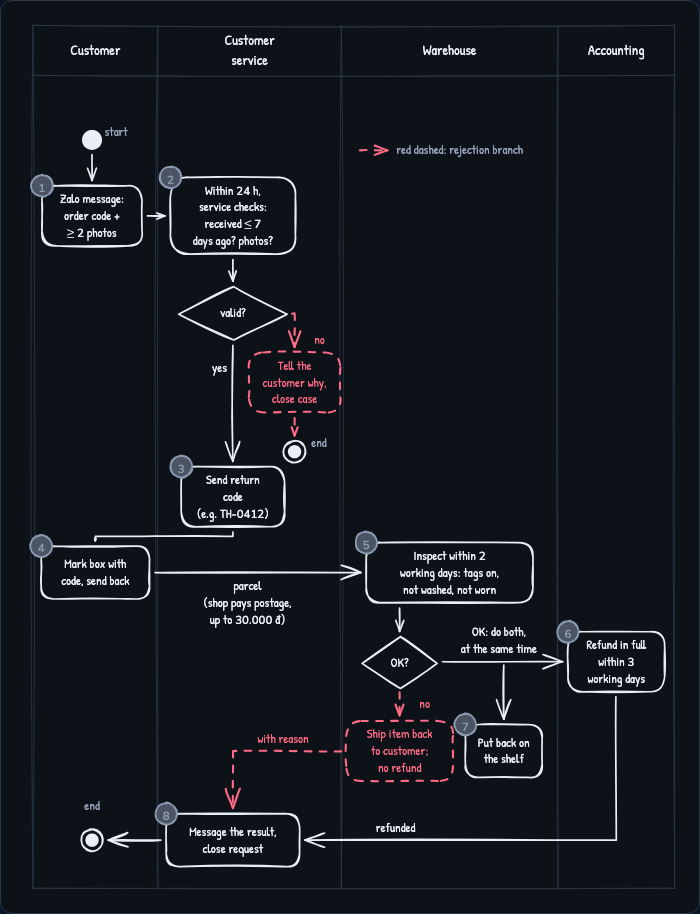 Customer
Customer
service
Warehouse
Accounting
start
red dashed: rejection branch
1
Zalo message:
order code +
≥ 2 photos
2
Within 24 h,
service checks:
received ≤ 7
days ago? photos?
valid?
no
yes
Tell the
customer why,
close case
end
3
Send return
code
(e.g. TH-0412)
4
Mark box with
code, send back
parcel
(shop pays postage,
up to 30.000 đ)
5
Inspect within 2
working days: tags on,
not washed, not worn
OK?
OK: do both,
at the same time
6
Refund in full
within 3
working days
no
Ship item back
to customer;
no refund
7
Put back on
the shelf
with reason
end
8
Message the result,
close request
refunded